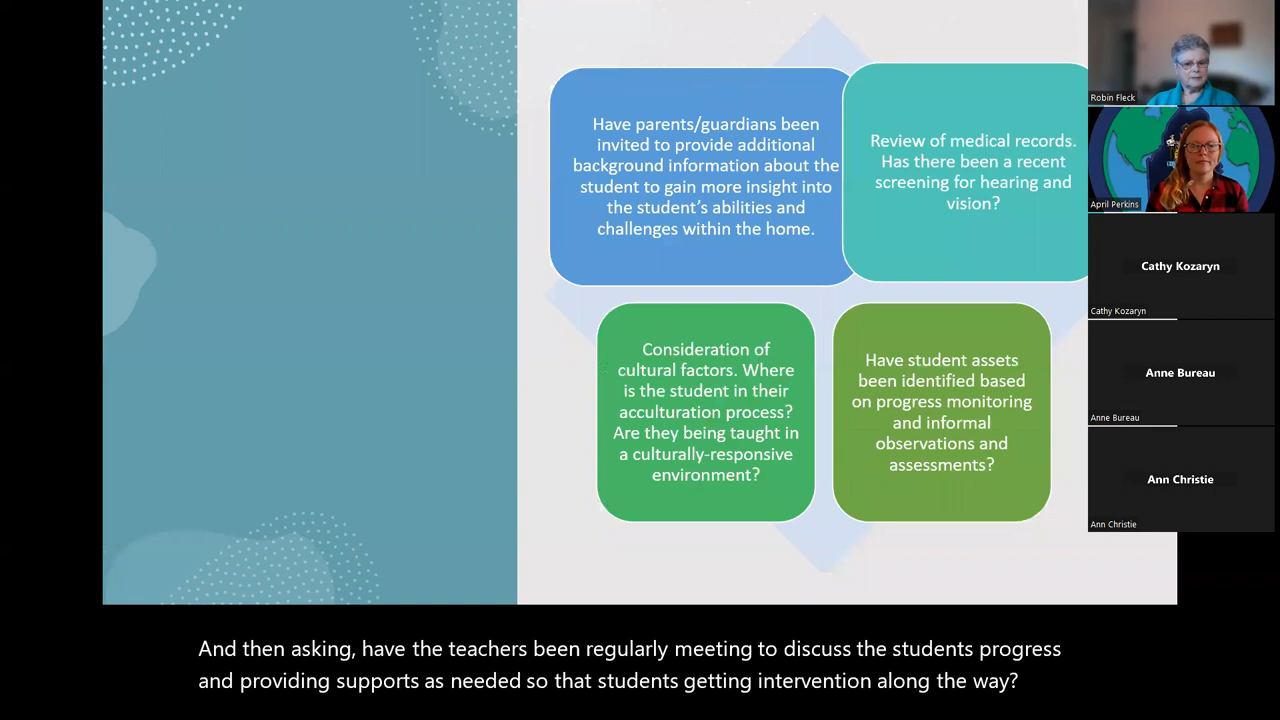 Have parents/guardians been
invited to provide additional
background information about the
student to gain more insight into
the student's abilities and
challenges within the home.
Review of medical records.
Has there been a recent
screening for hearing and
vision?
Consideration of
cultural factors. Where
is the student in their
acculturation process?
Are they being taught in
a culturally-responsive
environment?
Have student assets
been identified based
on progress monitoring
and informal
observations and
assessments?
Robin Fleck
April Perkins
Cathy Kozaryn
Cathy Kozaryn
Anne Bureau
Anne Bureau
Ann Christie
Ann Christie
And then asking, have the teachers been regularly meeting to discuss the students progress
and providing supports as needed so that students getting intervention along the way?